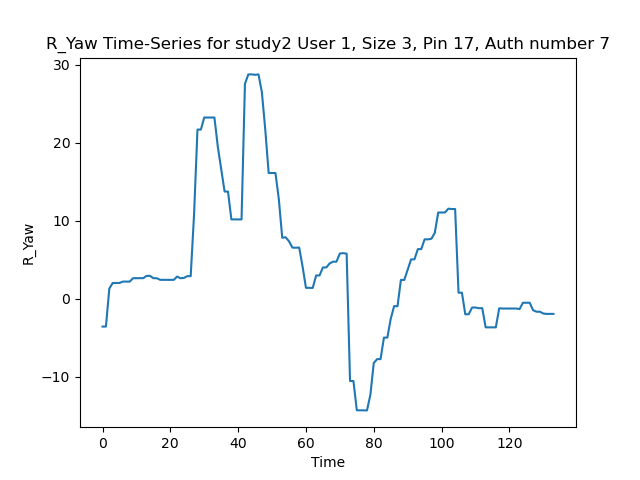 R_Yaw Time-Series for study2 User 1, Size 3, Pin 17, Auth number 7
30
20
10
0
−10
R_Yaw
0 20 40 60 80 100 120
Time